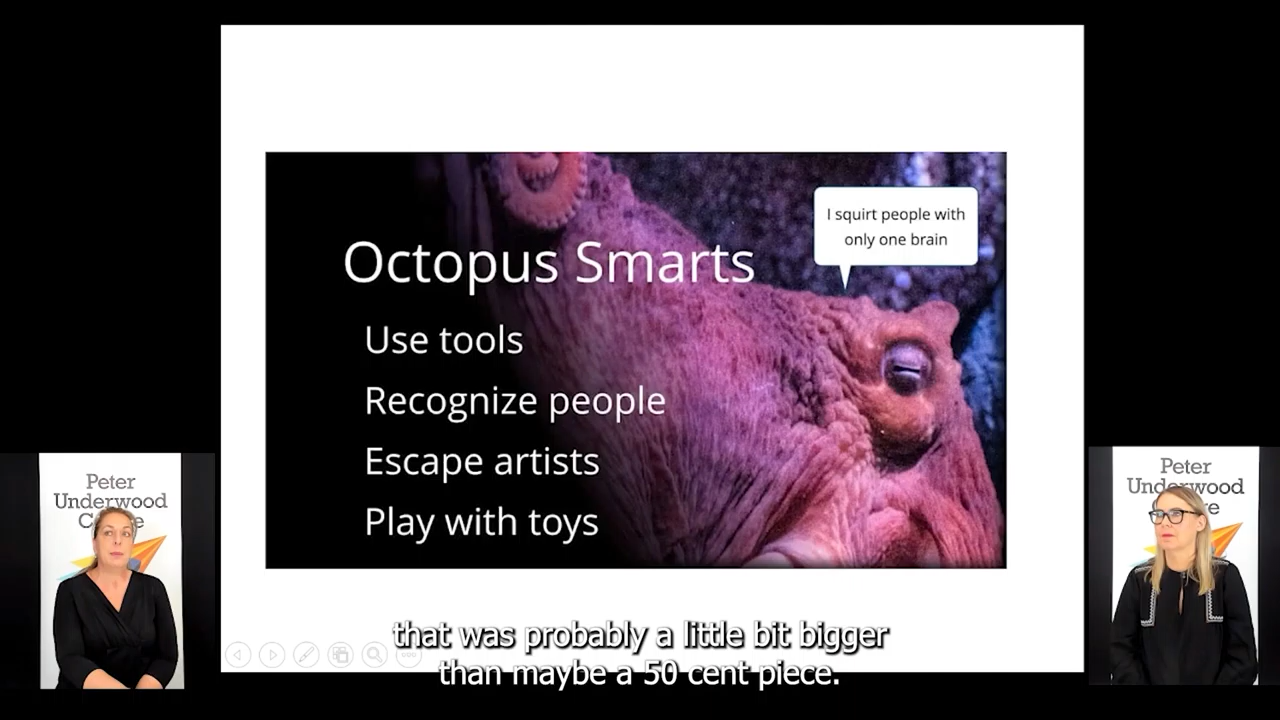 Octopus Smarts
I squirt people with
only one brain
Use tools
Recognize people
Escape artists
Play with toys
Peter
Underwood
Peter
Underwood
that was probably a little bit bigger
than maybe a 50 cent piece.